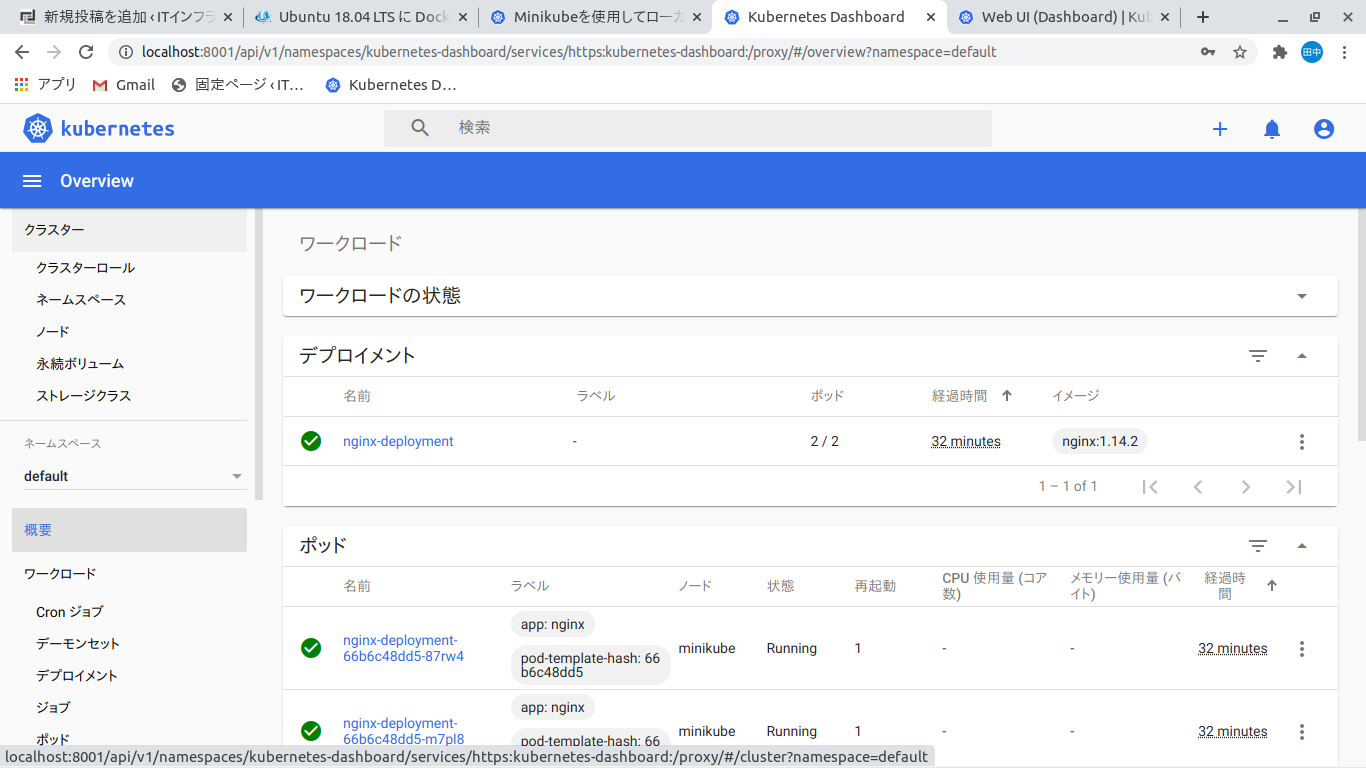 新規投稿を追加 ‹ ITインフラ
Ubuntu 18.04 LTS に Dock
Minikubeを使用してローカ
Kubernetes Dashboard
Web UI (Dashboard) | Kub
localhost:8001/api/v1/namespaces/kubernetes-dashboard/services/https:kubernetes-dashboard:/proxy/#/overview?namespace=default
田中
アプリ
Gmail
固定ページ ‹ IT…
Kubernetes D…
kubernetes
検索
Overview
クラスター
クラスターロール
ネームスペース
ノード
永続ボリューム
ストレージクラス
ネームスペース
default
概要
ワークロード
Cron ジョブ
デーモンセット
デプロイメント
ジョブ
ポッド
ワークロード
ワークロードの状態
デプロイメント
名前 ラベル ポッド 経過時間 イメージ
nginx-deployment - 2 / 2 32 minutes nginx:1.14.2
1 – 1 of 1
ポッド
名前 ラベル ノード 状態 再起動 CPU 使用量 (コア数) メモリー使用量 (バイト) 経過時間
nginx-deployment-
66b6c48dd5-87rw4
app: nginx
pod-template-hash: 66
b6c48dd5
minikube Running 1 - - 32 minutes
nginx-deployment-
66b6c48dd5-m7pl8
app: nginx
pod-template-hash: 66
minikube Running 1 - - 32 minutes
localhost:8001/api/v1/namespaces/kubernetes-dashboard/services/https:kubernetes-dashboard:/proxy/#/cluster?namespace=default